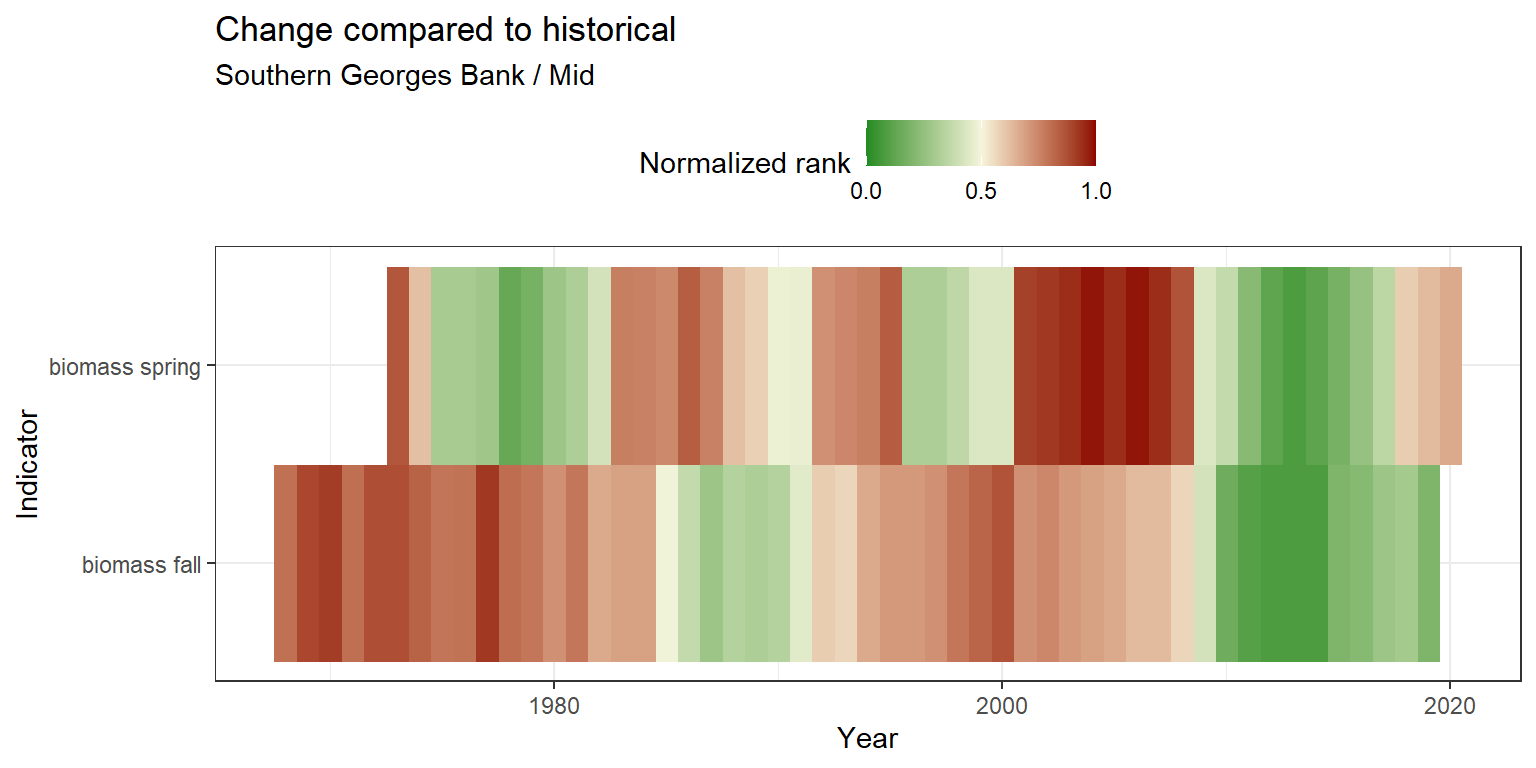 Change compared to historical
Southern Georges Bank / Mid
Normalized rank
0.0 0.5 1.0
biomass spring
biomass fall
Indicator
1980 2000 2020
Year